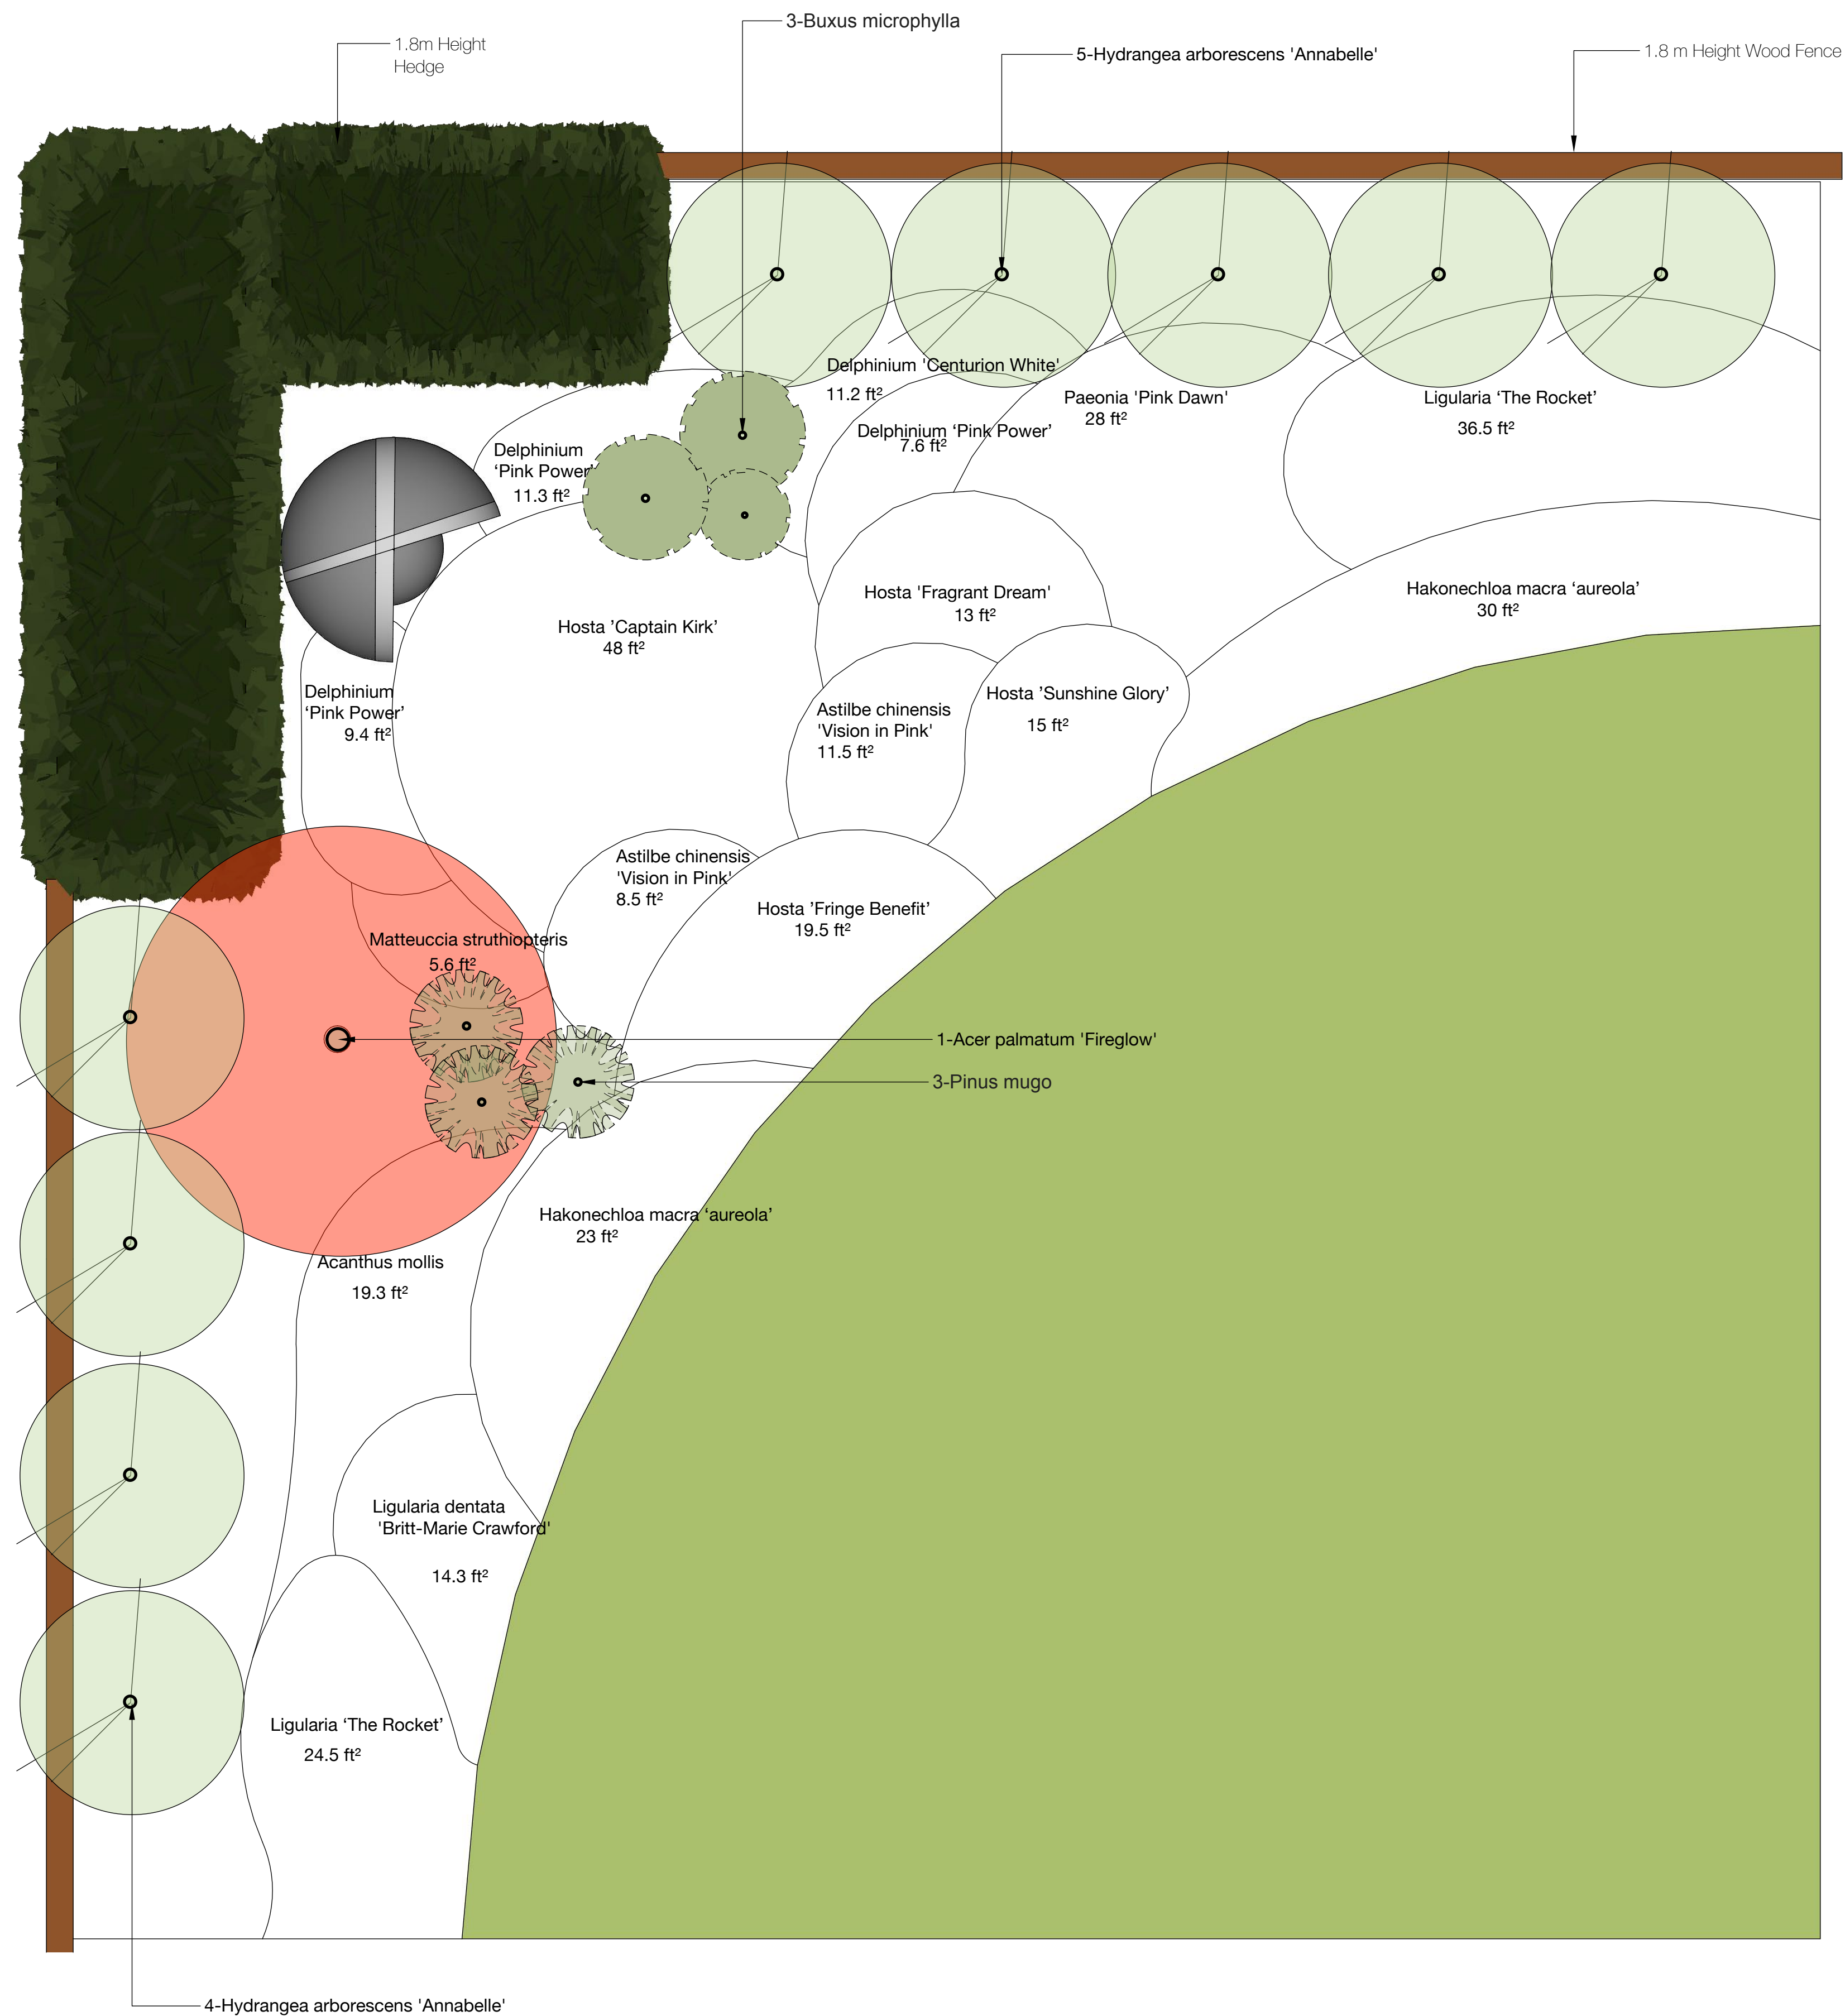 3-Buxus microphylla
1.8m Height
Hedge
5-Hydrangea arborescens 'Annabelle'
1.8 m Height Wood Fence
Delphinium 'Centurion White'
11.2 ft²
Paeonia 'Pink Dawn'
28 ft²
Ligularia ‘The Rocket’
36.5 ft²
Delphinium ‘Pink Power’
7.6 ft²
Delphinium
‘Pink Power’
11.3 ft²
Hosta 'Fragrant Dream'
13 ft²
Hakonechloa macra ‘aureola’
30 ft²
Hosta ’Captain Kirk’
48 ft²
Delphinium
‘Pink Power’
9.4 ft²
Astilbe chinensis
'Vision in Pink'
11.5 ft²
Hosta ’Sunshine Glory’
15 ft²
Astilbe chinensis
'Vision in Pink'
8.5 ft²
Hosta ’Fringe Benefit’
19.5 ft²
Matteuccia struthiopteris
5.6 ft²
1-Acer palmatum 'Fireglow'
3-Pinus mugo
Hakonechloa macra ‘aureola’
23 ft²
Acanthus mollis
19.3 ft²
Ligularia dentata
'Britt-Marie Crawford'
14.3 ft²
Ligularia ‘The Rocket’
24.5 ft²
4-Hydrangea arborescens 'Annabelle'